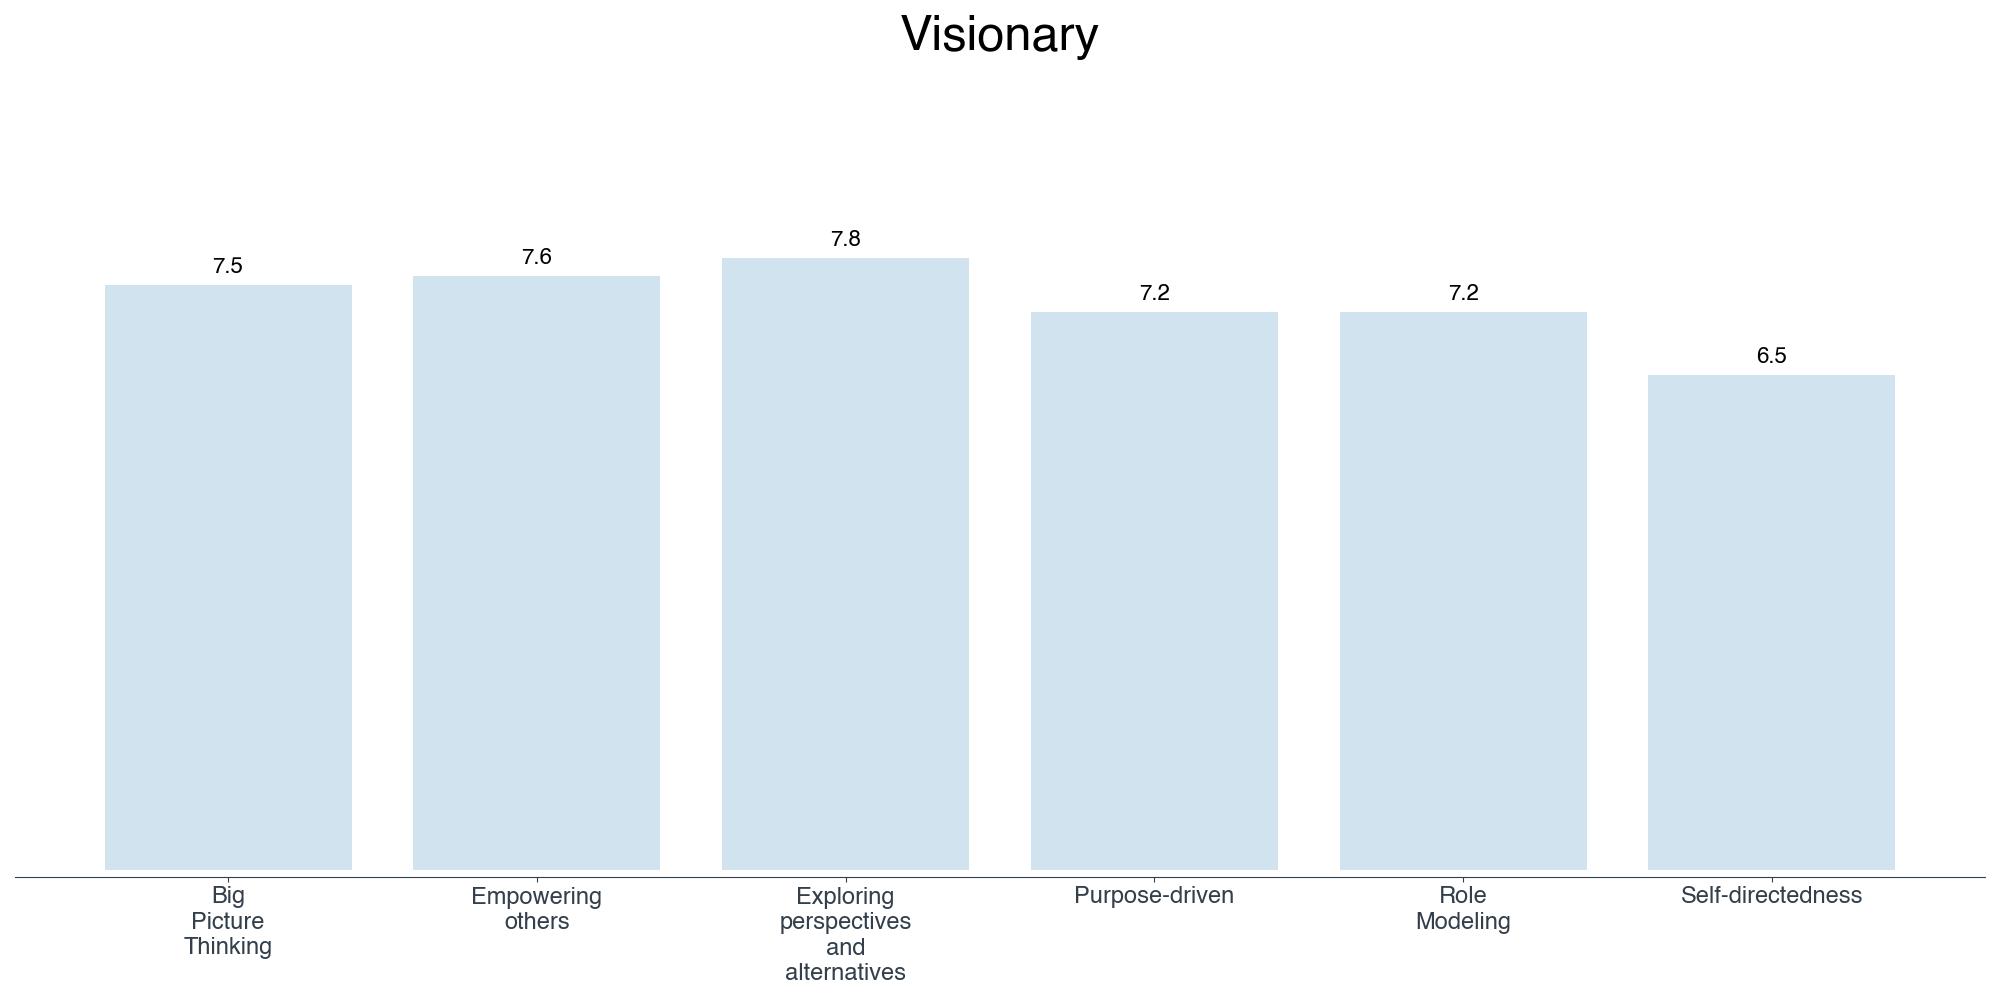 Visionary
7.5
7.6
7.8
7.2
7.2
6.5
Big
Picture
Thinking
Empowering
others
Exploring
perspectives
and
alternatives
Purpose-driven
Role
Modeling
Self-directedness